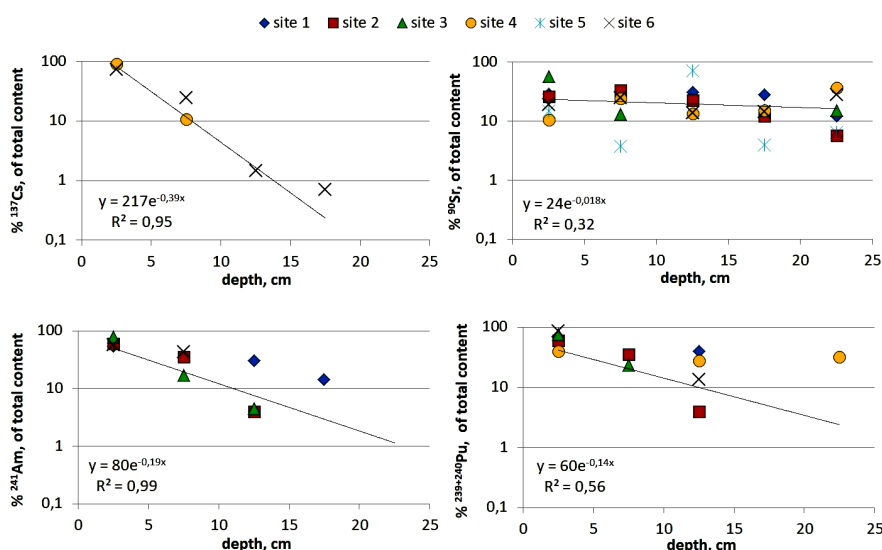 site 1 site 2 site 3 site 4 site 5 site 6
% ¹³⁷Cs, of total content
100
10
1
0,1
y = 217e⁻⁰,³⁹ˣ
R² = 0,95
0 5 10 15 20 25
depth, cm
% ⁹⁰Sr, of total content
100
10
1
0,1
y = 24e⁻⁰,⁰¹⁸ˣ
R² = 0,32
0 5 10 15 20 25
depth, cm
% ²⁴¹Am, of total content
100
10
1
0,1
y = 80e⁻⁰,¹⁹ˣ
R² = 0,99
0 5 10 15 20 25
depth, cm
% ²³⁹⁺²⁴⁰Pu, of total content
100
10
1
0,1
y = 60e⁻⁰,¹⁴ˣ
R² = 0,56
0 5 10 15 20 25
depth, cm